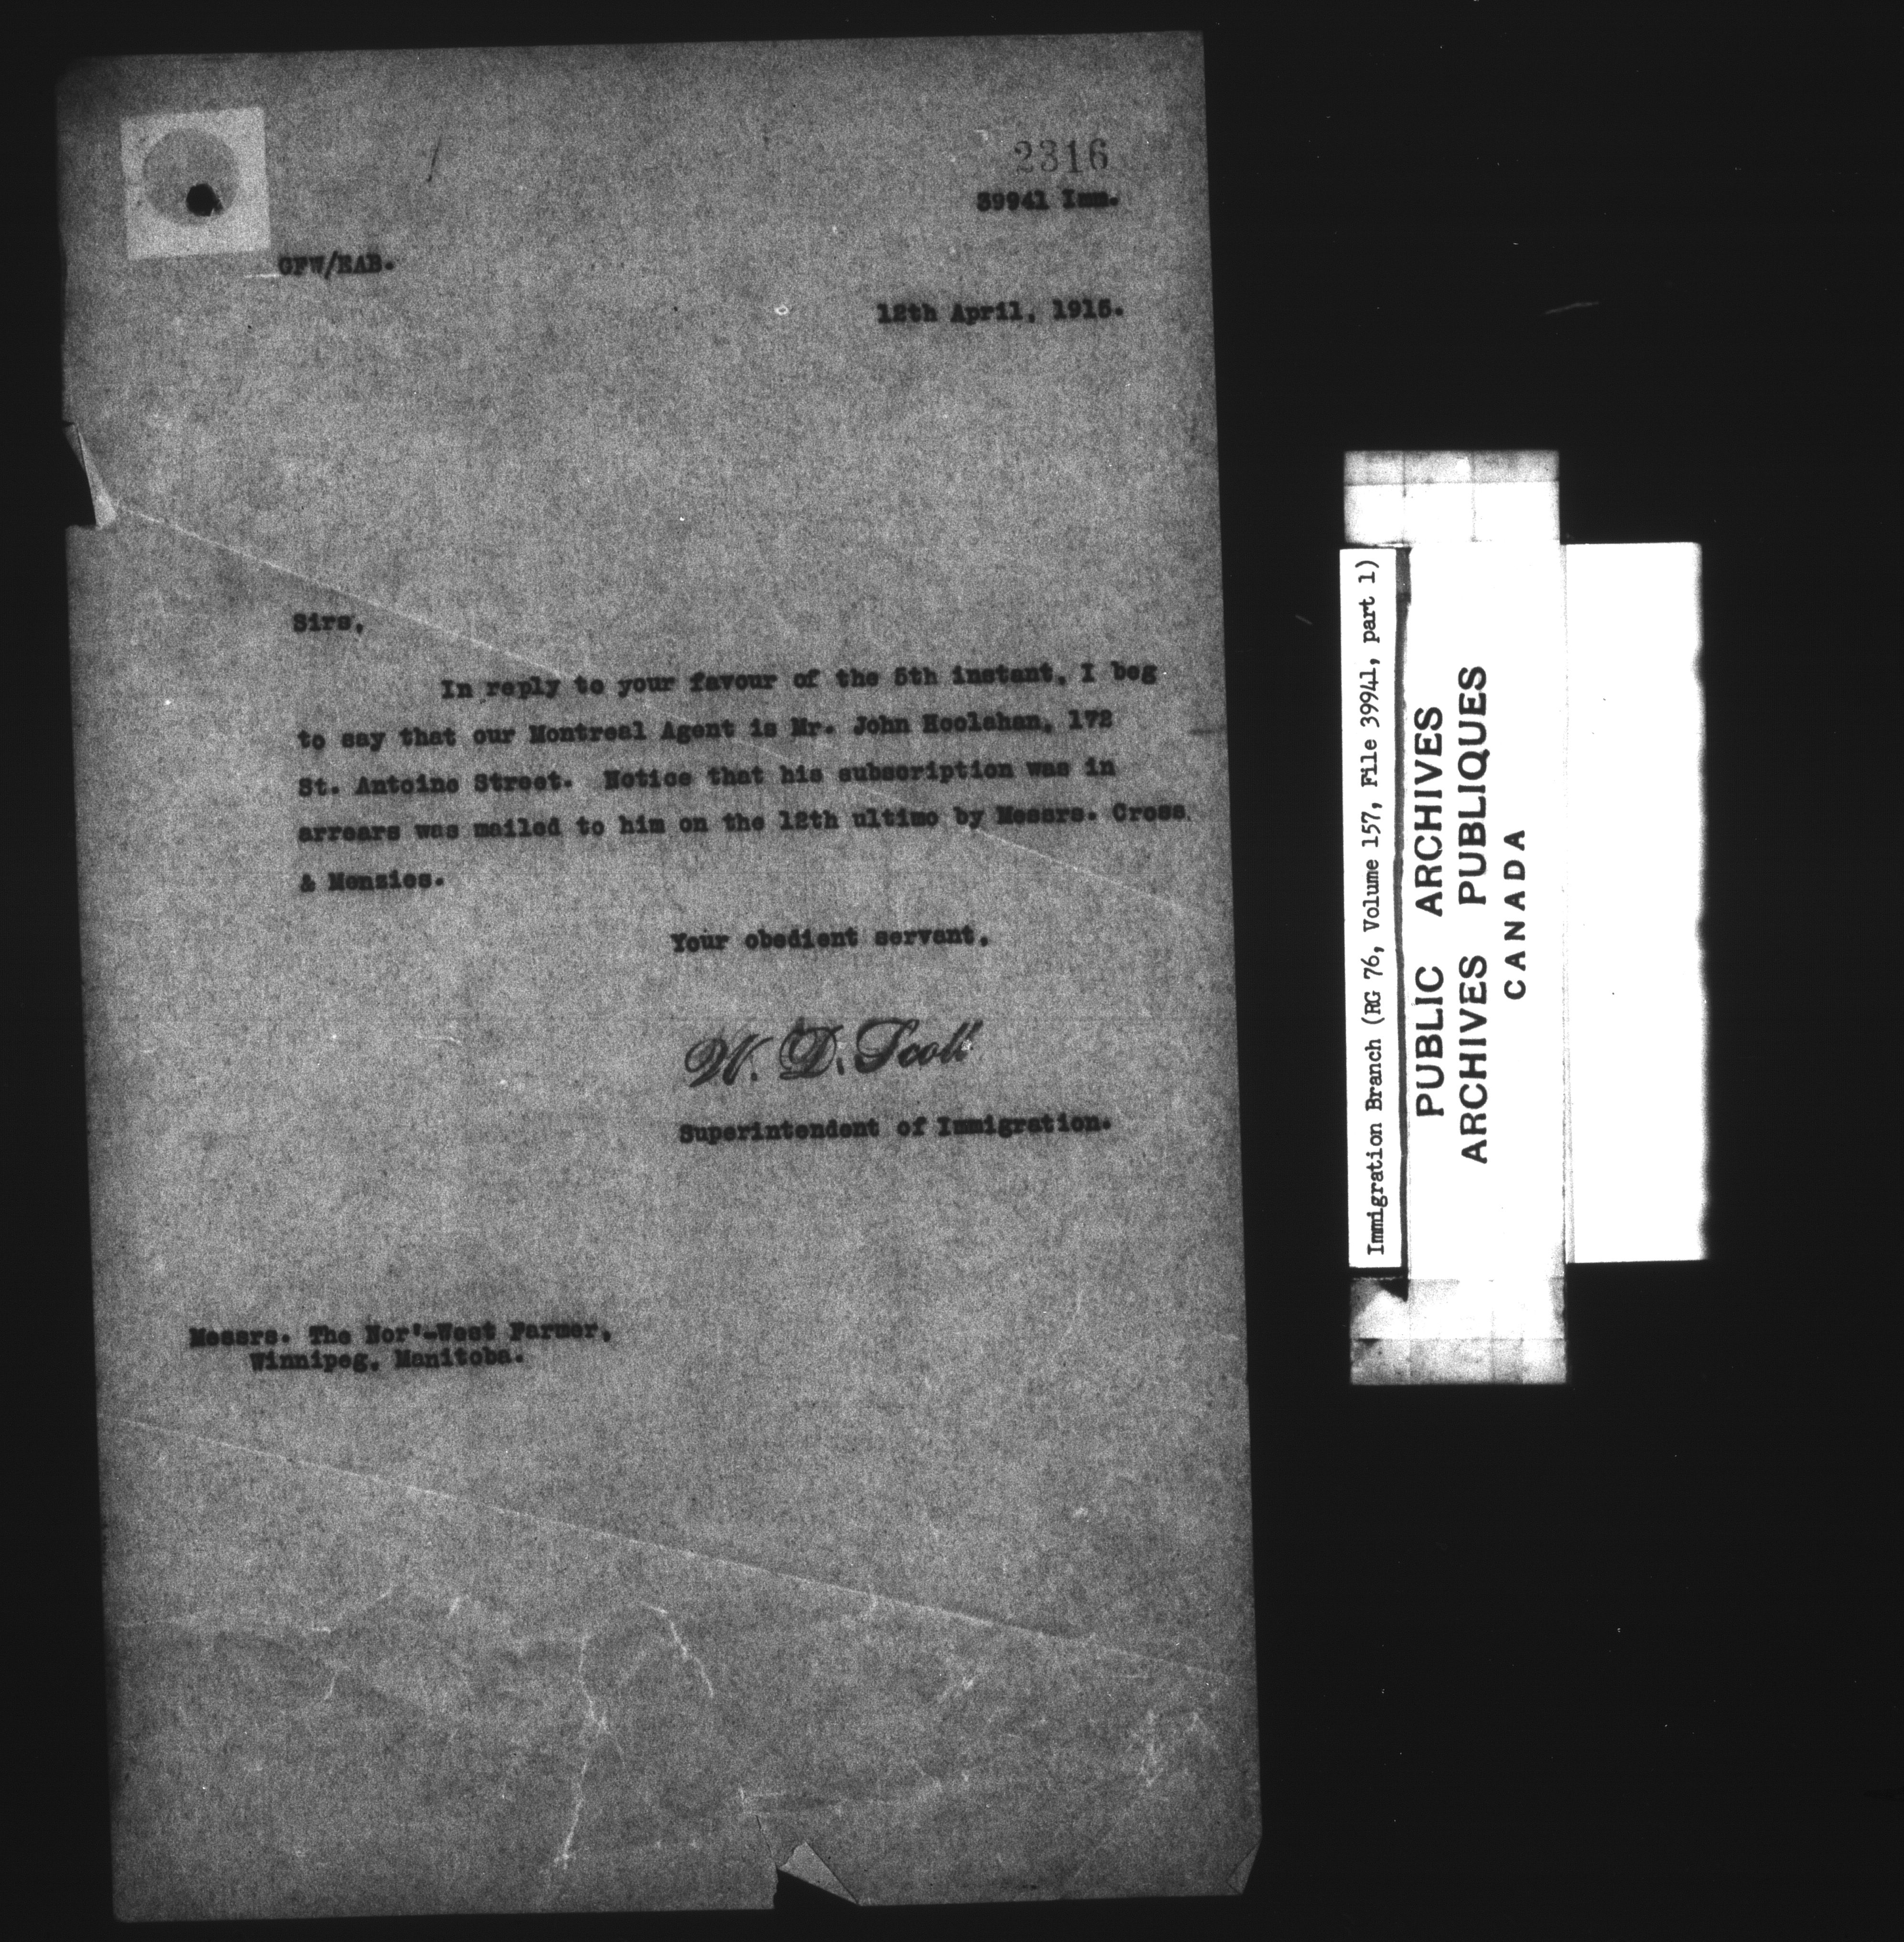 2316
39941 Imm.
GFW/EAB.
12th April, 1915.
Sirs,
In reply to your favour of the 5th instant, I beg
to say that our Montreal Agent is Mr. John Hoolahan, 172
St. Antoine Street. Notice that his subscription was in
arrears was mailed to him on the 12th ultimo by Messrs. Cross
& Menzies.
Your obedient servant,
W. D. Scott
Superintendent of Immigration.
Messrs. The Nor'-West Farmer,
Winnipeg, Manitoba.
Immigration Branch (RG 76, Volume 157, File 39941, part 1)
PUBLIC ARCHIVES
ARCHIVES PUBLIQUES
CANADA